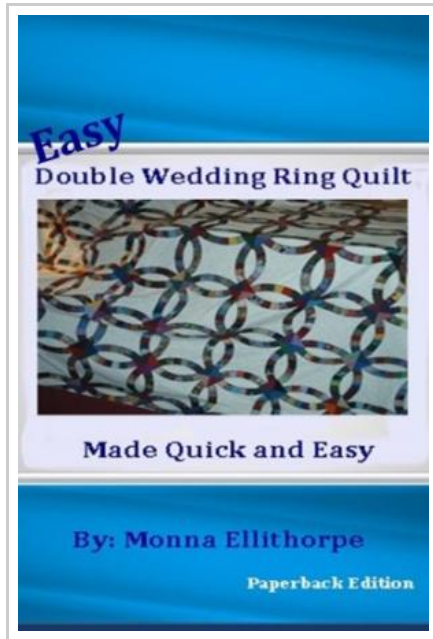 Easy
Double Wedding Ring Quilt
Made Quick and Easy
By: Monna Ellithorpe
Paperback Edition